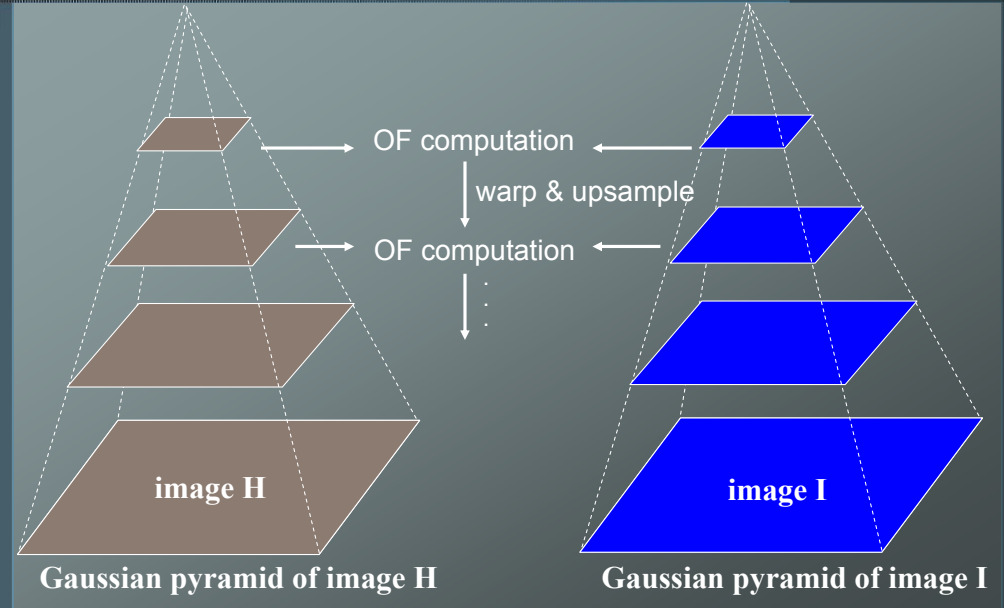 OF computation
warp & upsample
OF computation
.
.
.
image H
image I
Gaussian pyramid of image H
Gaussian pyramid of image I